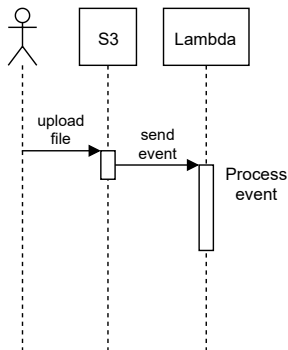 S3
Lambda
upload
file
send
event
Process
event